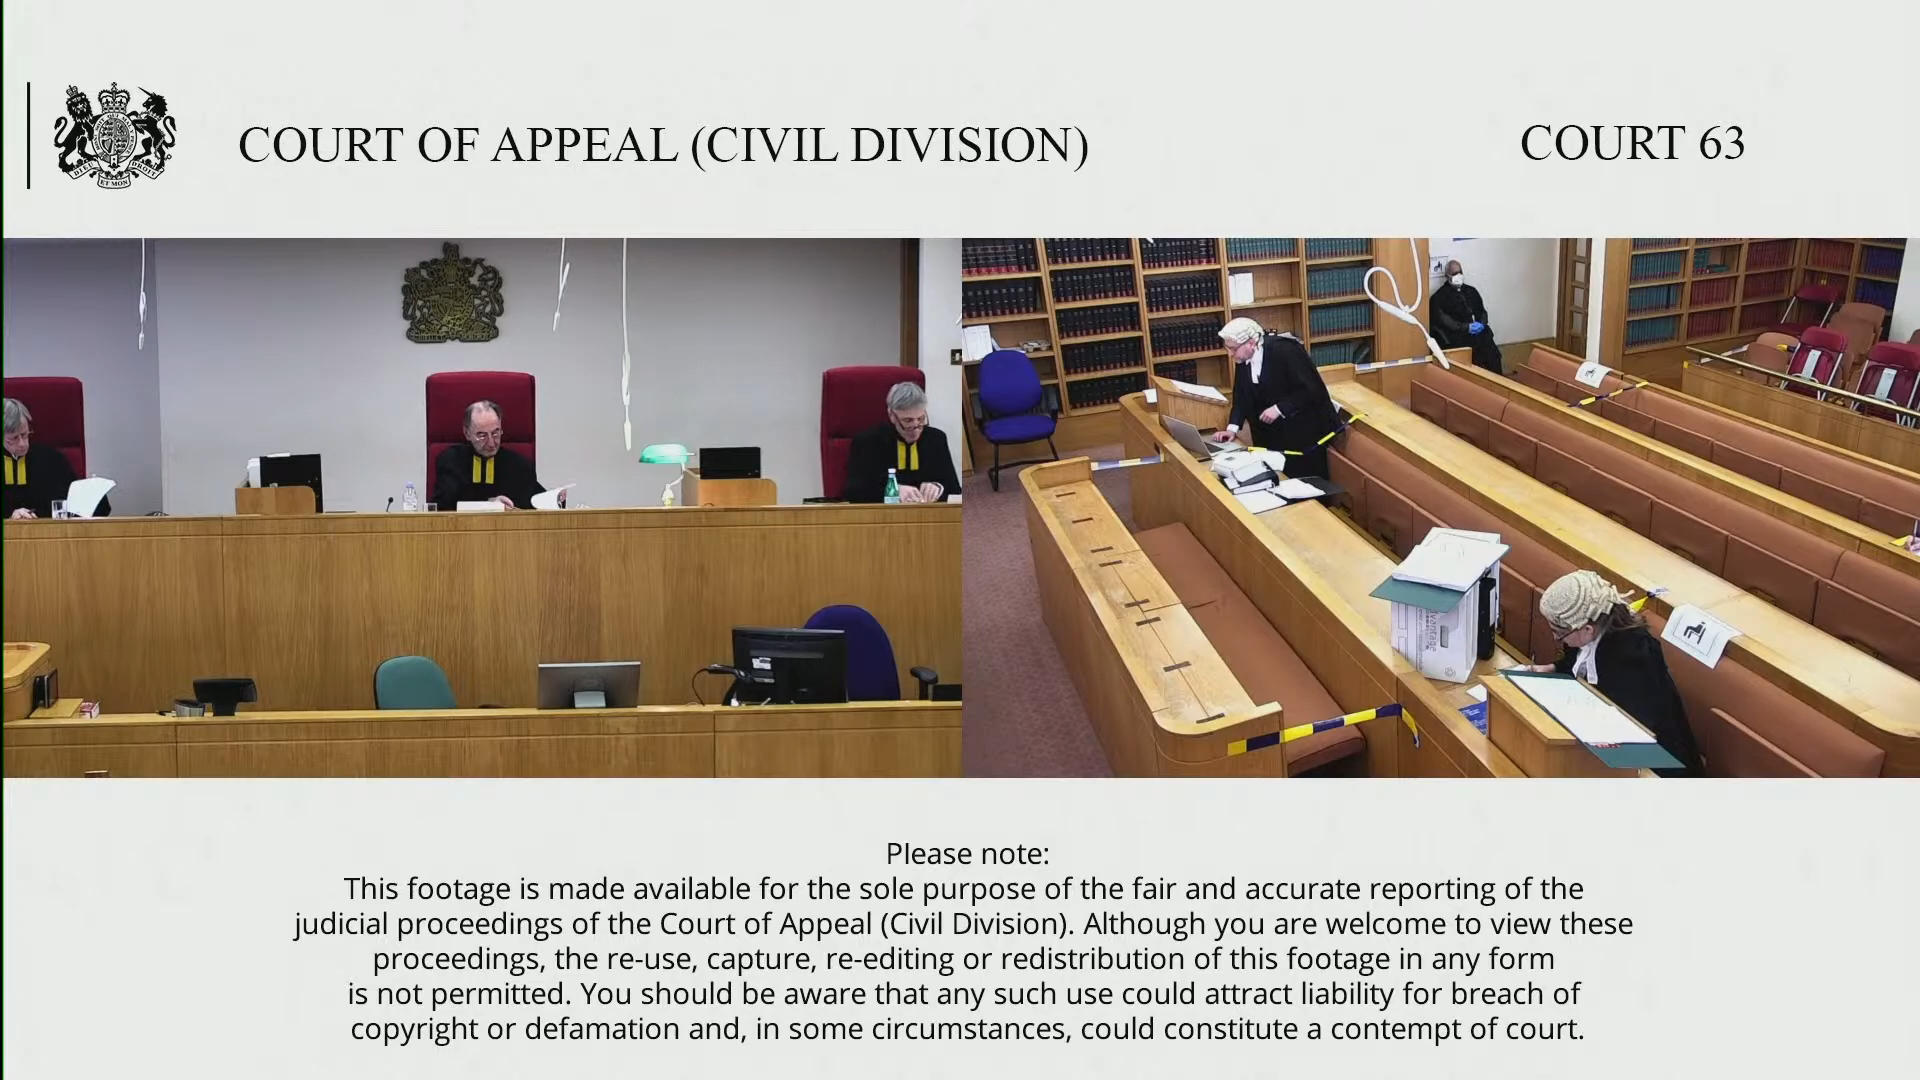 COURT OF APPEAL (CIVIL DIVISION)
COURT 63
DIEU
ET MON
DROIT
Please note:
This footage is made available for the sole purpose of the fair and accurate reporting of the
judicial proceedings of the Court of Appeal (Civil Division). Although you are welcome to view these
proceedings, the re-use, capture, re-editing or redistribution of this footage in any form
is not permitted. You should be aware that any such use could attract liability for breach of
copyright or defamation and, in some circumstances, could constitute a contempt of court.